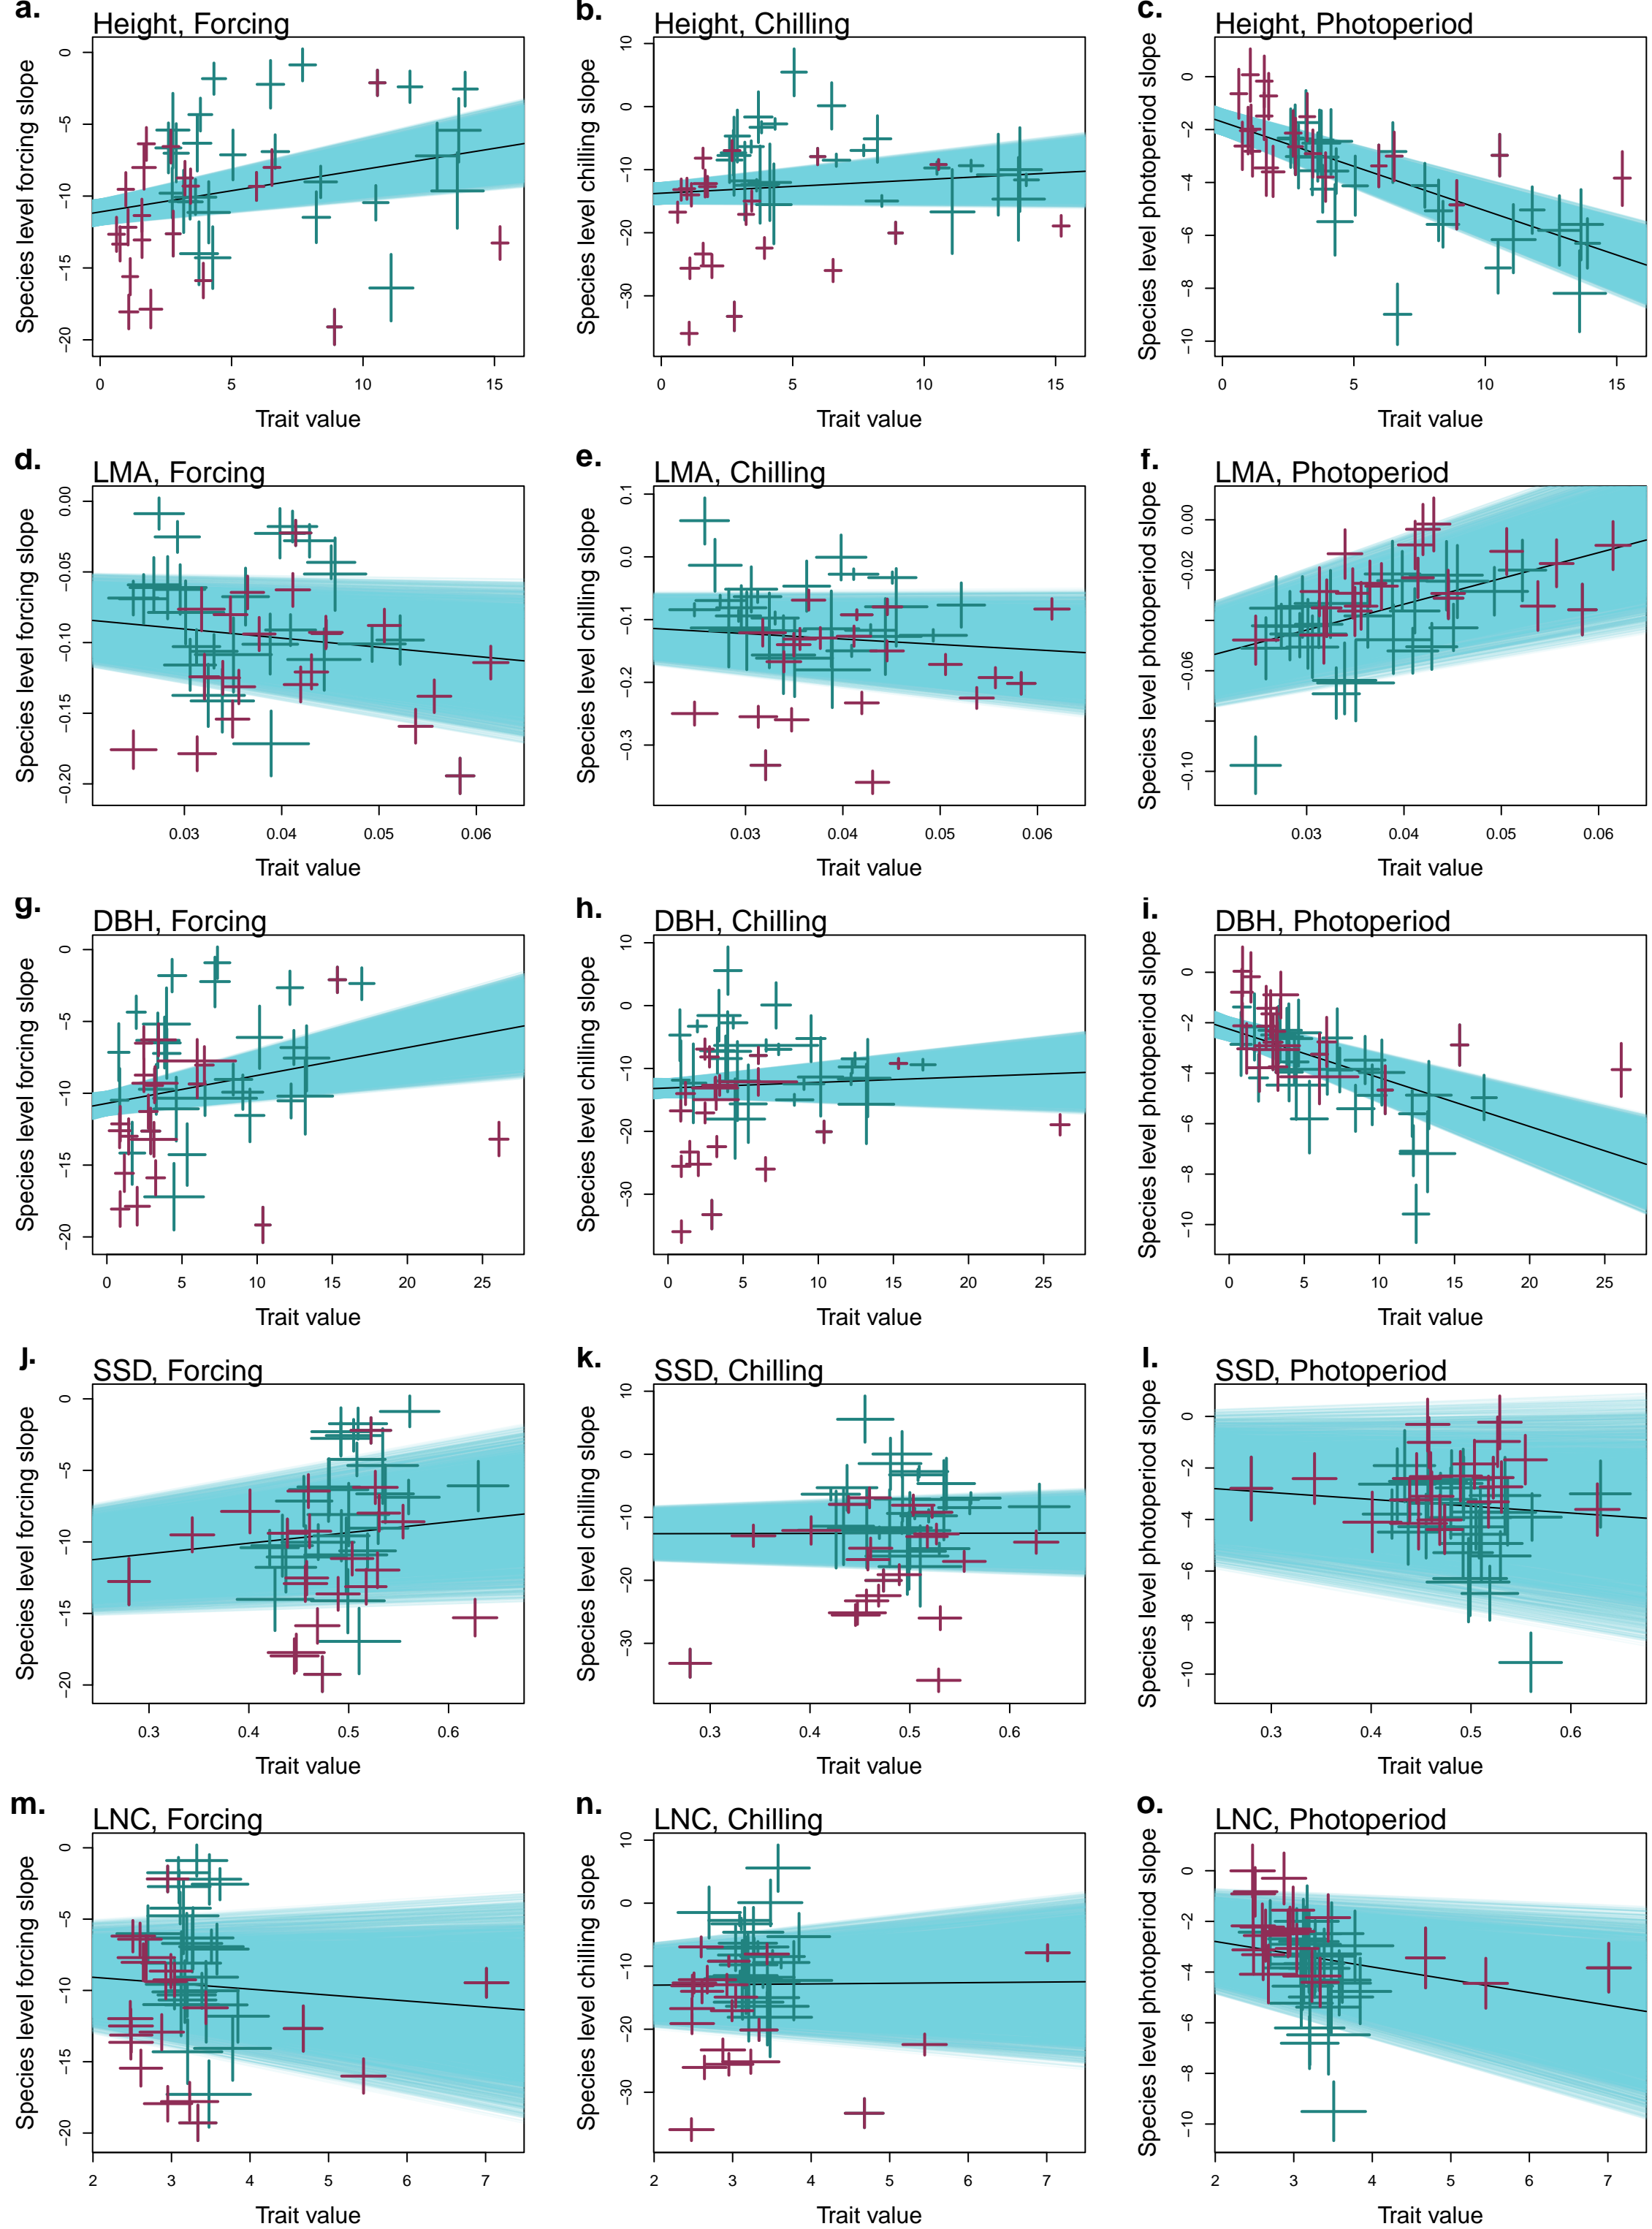 a.
Height, Forcing
Species level forcing slope
0
−5
−10
−15
−20
0 5 10 15
Trait value
b.
Height, Chilling
Species level chilling slope
10
0
−10
−20
−30
0 5 10 15
Trait value
c.
Height, Photoperiod
Species level photoperiod slope
0
−2
−4
−6
−8
−10
0 5 10 15
Trait value
d.
LMA, Forcing
Species level forcing slope
0.00
−0.05
−0.10
−0.15
−0.20
0.03 0.04 0.05 0.06
Trait value
e.
LMA, Chilling
Species level chilling slope
0.1
0.0
−0.1
−0.2
−0.3
0.03 0.04 0.05 0.06
Trait value
f.
LMA, Photoperiod
Species level photoperiod slope
0.00
−0.02
−0.06
−0.10
0.03 0.04 0.05 0.06
Trait value
g.
DBH, Forcing
Species level forcing slope
0
−5
−10
−15
−20
0 5 10 15 20 25
Trait value
h.
DBH, Chilling
Species level chilling slope
10
0
−10
−20
−30
0 5 10 15 20 25
Trait value
i.
DBH, Photoperiod
Species level photoperiod slope
0
−2
−4
−6
−8
−10
0 5 10 15 20 25
Trait value
j.
SSD, Forcing
Species level forcing slope
0
−5
−10
−15
−20
0.3 0.4 0.5 0.6
Trait value
k.
SSD, Chilling
Species level chilling slope
10
0
−10
−20
−30
0.3 0.4 0.5 0.6
Trait value
l.
SSD, Photoperiod
Species level photoperiod slope
0
−2
−4
−6
−8
−10
0.3 0.4 0.5 0.6
Trait value
m.
LNC, Forcing
Species level forcing slope
0
−5
−10
−15
−20
2 3 4 5 6 7
Trait value
n.
LNC, Chilling
Species level chilling slope
10
0
−10
−20
−30
2 3 4 5 6 7
Trait value
o.
LNC, Photoperiod
Species level photoperiod slope
0
−2
−4
−6
−8
−10
2 3 4 5 6 7
Trait value